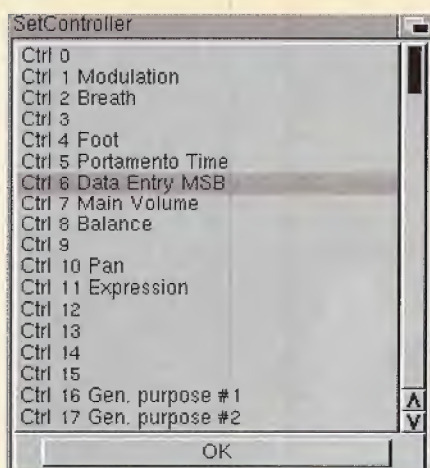 SetController
Ctrl 0
Ctrl 1 Modulation
Ctrl 2 Breath
Ctrl 3
Ctrl 4 Foot
Ctrl 5 Portamento Time
Ctrl 6 Data Entry MSB
Ctrl 7 Main Volume
Ctrl 8 Balance
Ctrl 9
Ctrl 10 Pan
Ctrl 11 Expression
Ctrl 12
Ctrl 13
Ctrl 14
Ctrl 15
Ctrl 16 Gen. purpose #1
Ctrl 17 Gen. purpose #2
OK